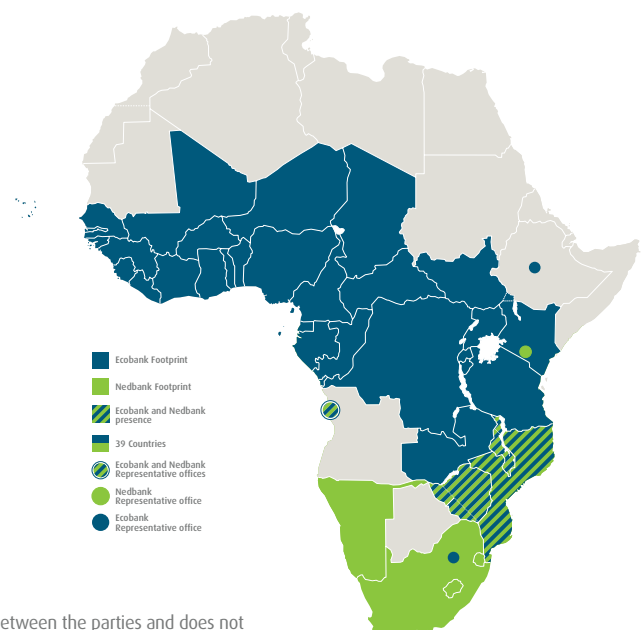 Ecobank Footprint
Nedbank Footprint
Ecobank and Nedbank
presence
39 Countries
Ecobank and Nedbank
Representative offices
Nedbank
Representative office
Ecobank
Representative office
etween the parties and does not